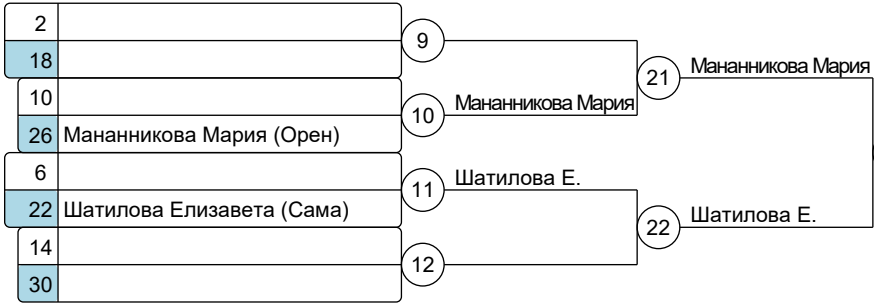 2
9
18
21 Мананникова Мария
10
10 Мананникова Мария
26 Мананникова Мария (Орен)
6
11 Шатилова Е.
22 Шатилова Елизавета (Сама)
22 Шатилова Е.
14
12
30